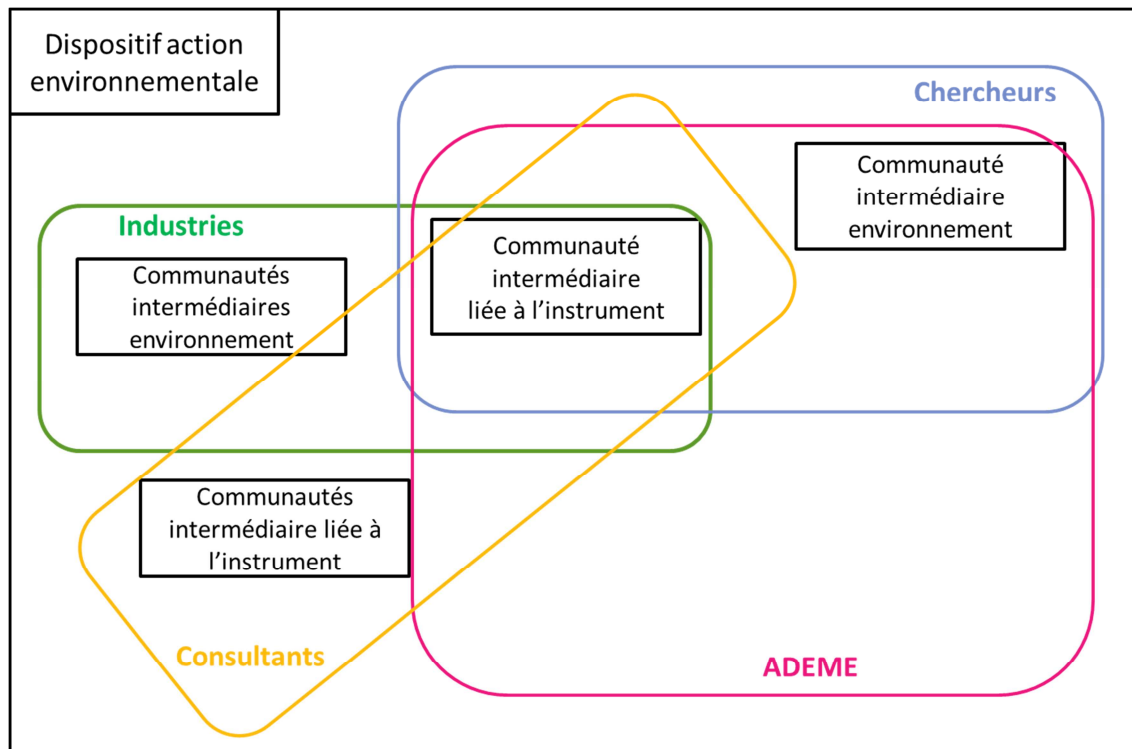 Dispositif action
environnementale
Chercheurs
Communauté
intermédiaire
environnement
Industries
Communauté
intermédiaire
liée à l'instrument
Communautés
intermédiaires
environnement
Communautés
intermédiaire liée à
l'instrument
Consultants
ADEME